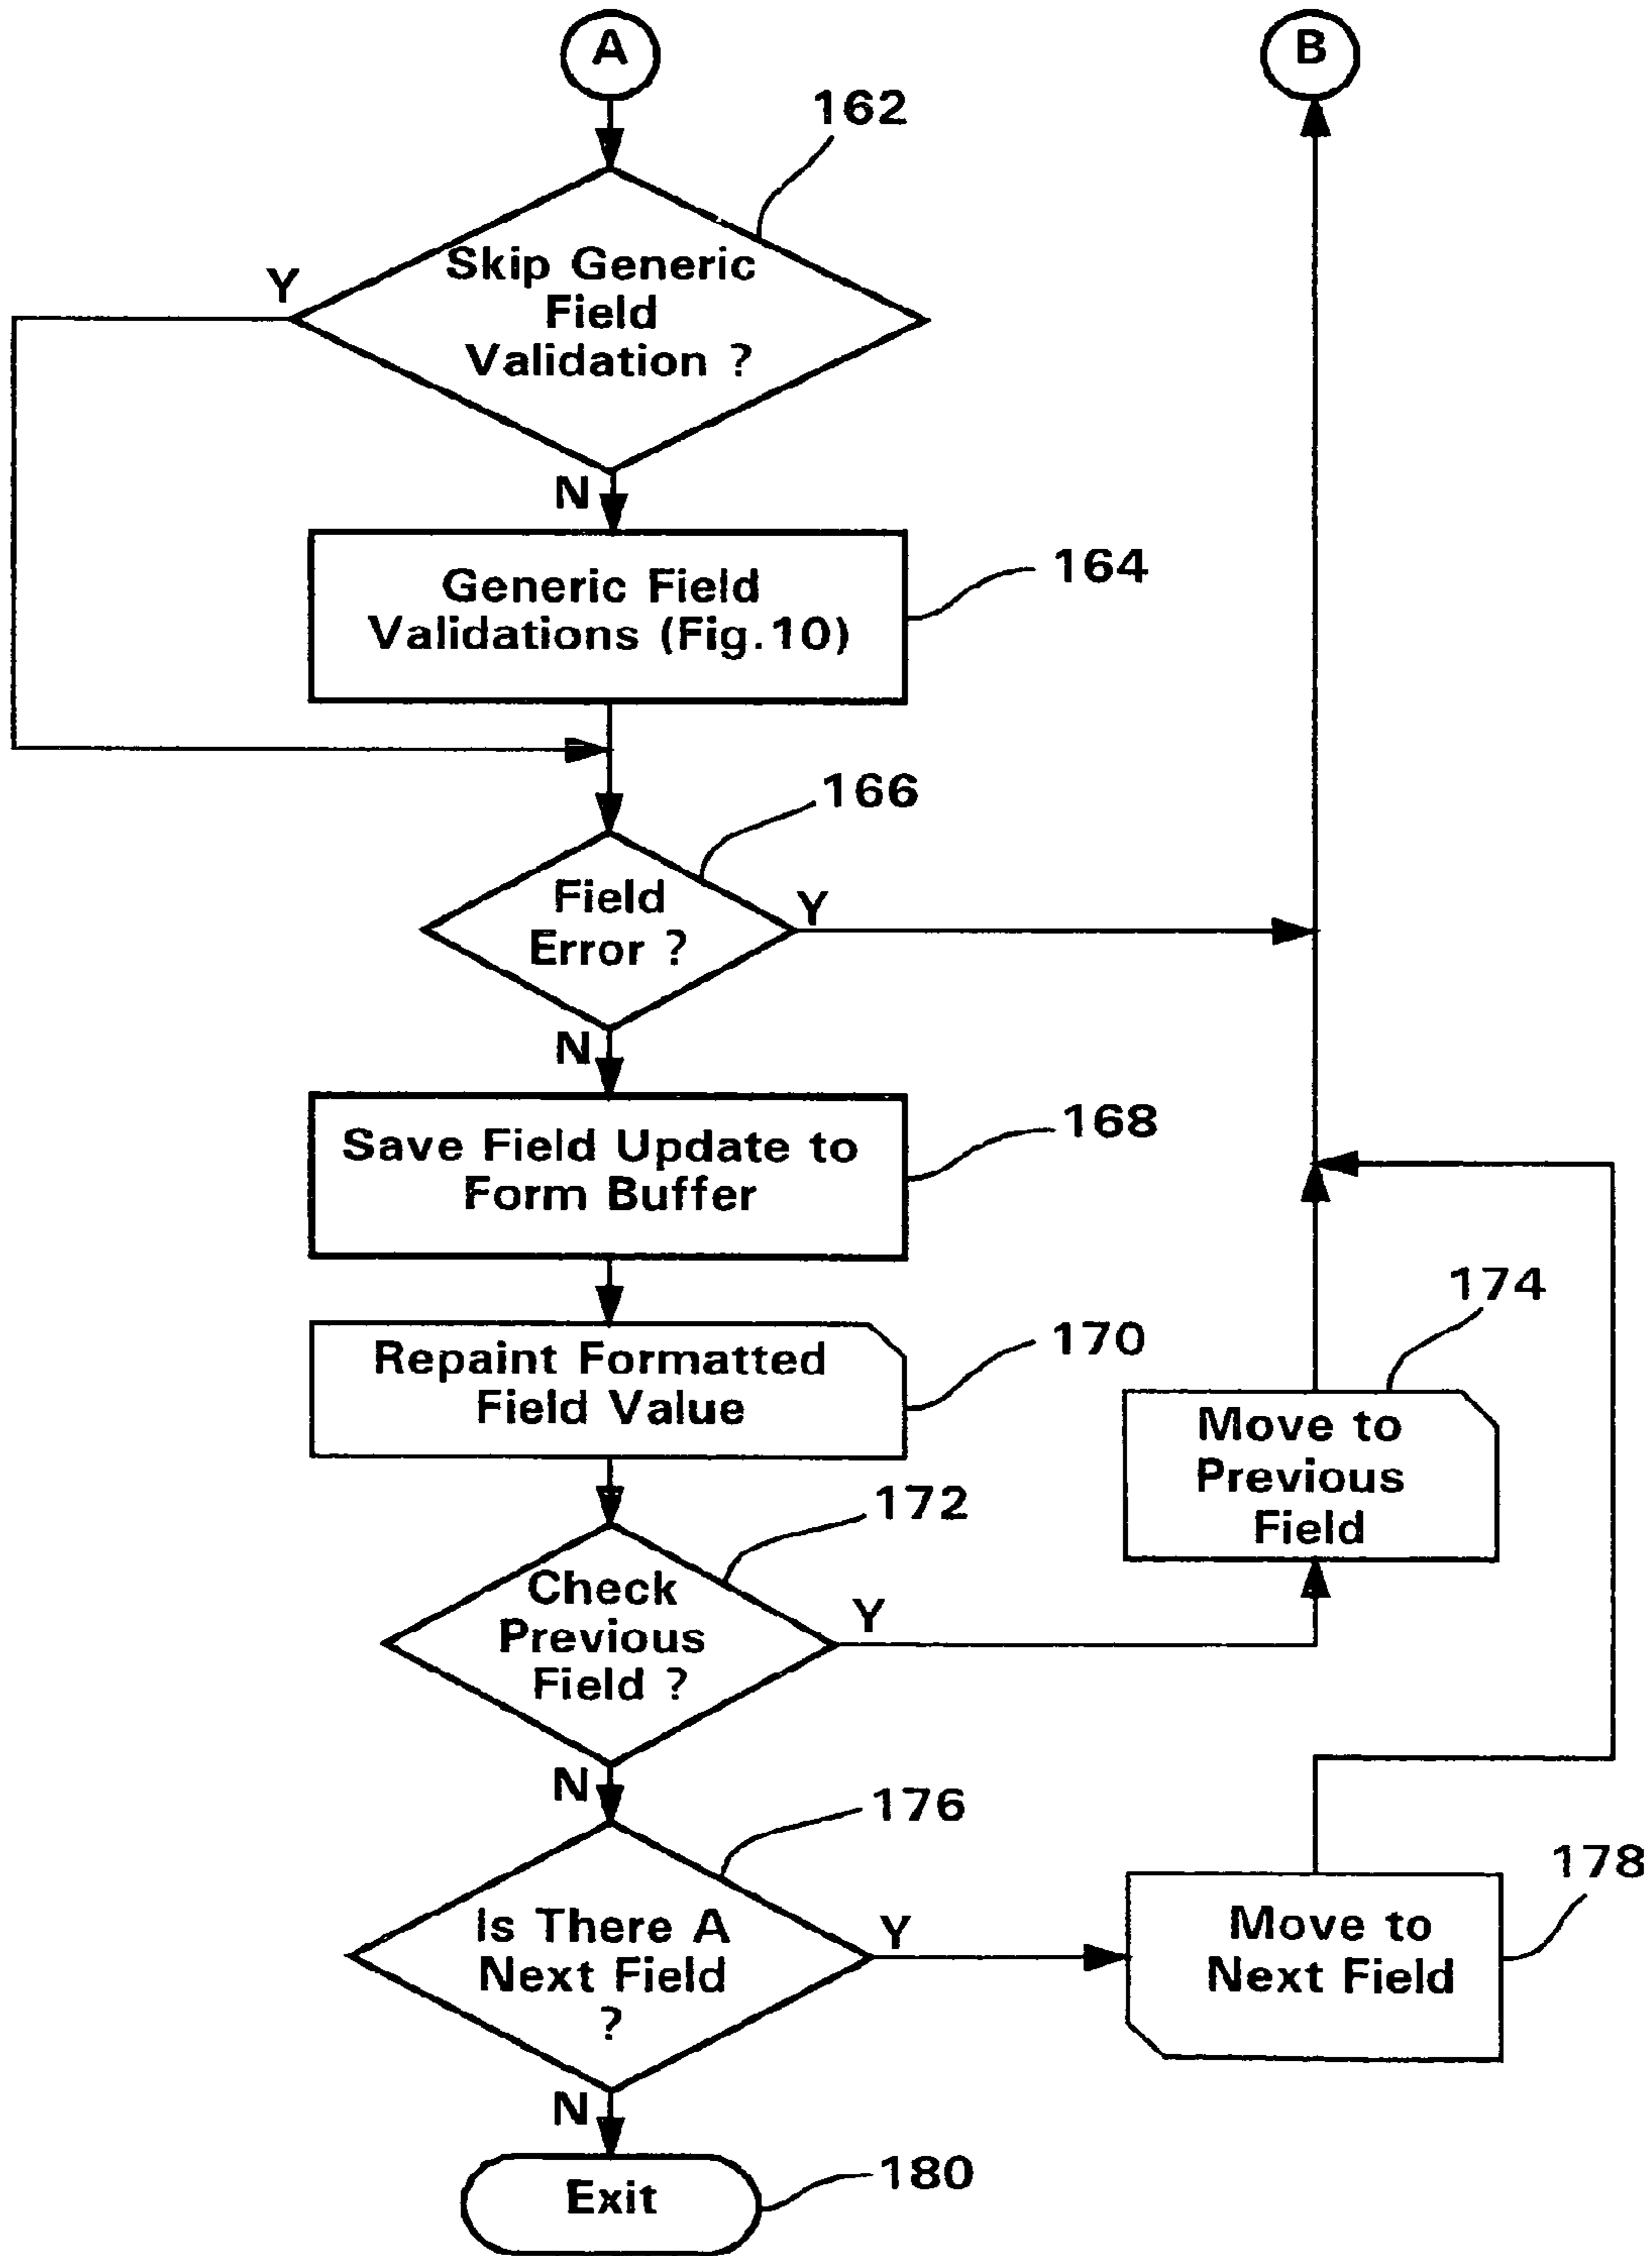 A
B
162
Skip Generic
Field
Validation ?
Y
N
Generic Field
Validations (Fig.10)
164
166
Field
Error ?
Y
N
Save Field Update to
Form Buffer
168
Repaint Formatted
Field Value
170
174
Move to
Previous
Field
172
Check
Previous
Field ?
Y
N
176
Is There A
Next Field
?
Y
178
Move to
Next Field
N
Exit
180